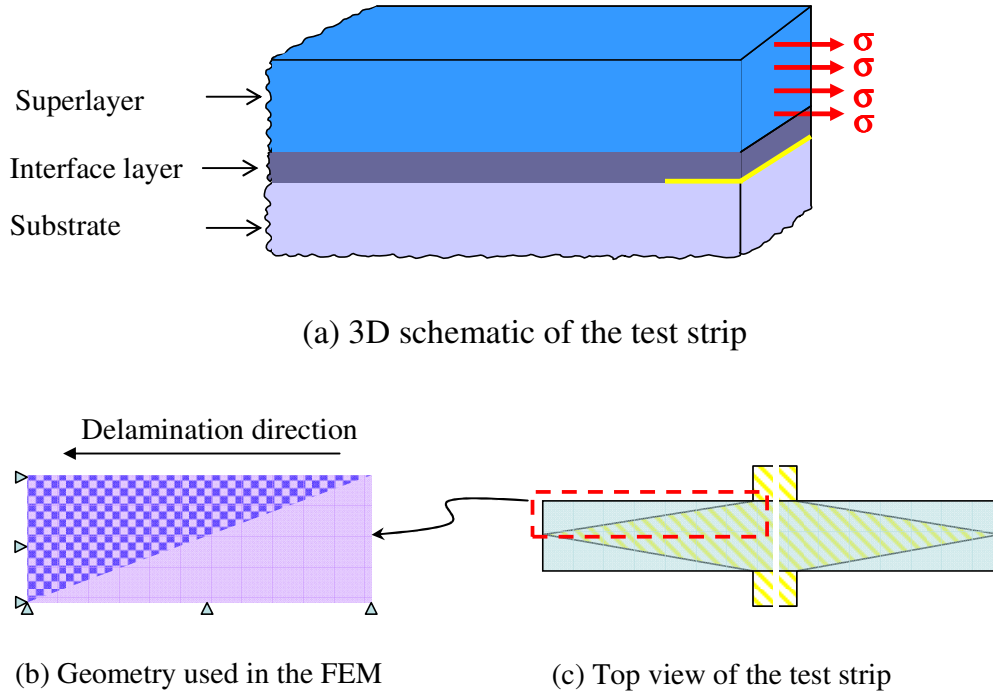 σ
σ
σ
σ
Superlayer
Interface layer
Substrate
(a) 3D schematic of the test strip
Delamination direction
(b) Geometry used in the FEM
(c) Top view of the test strip